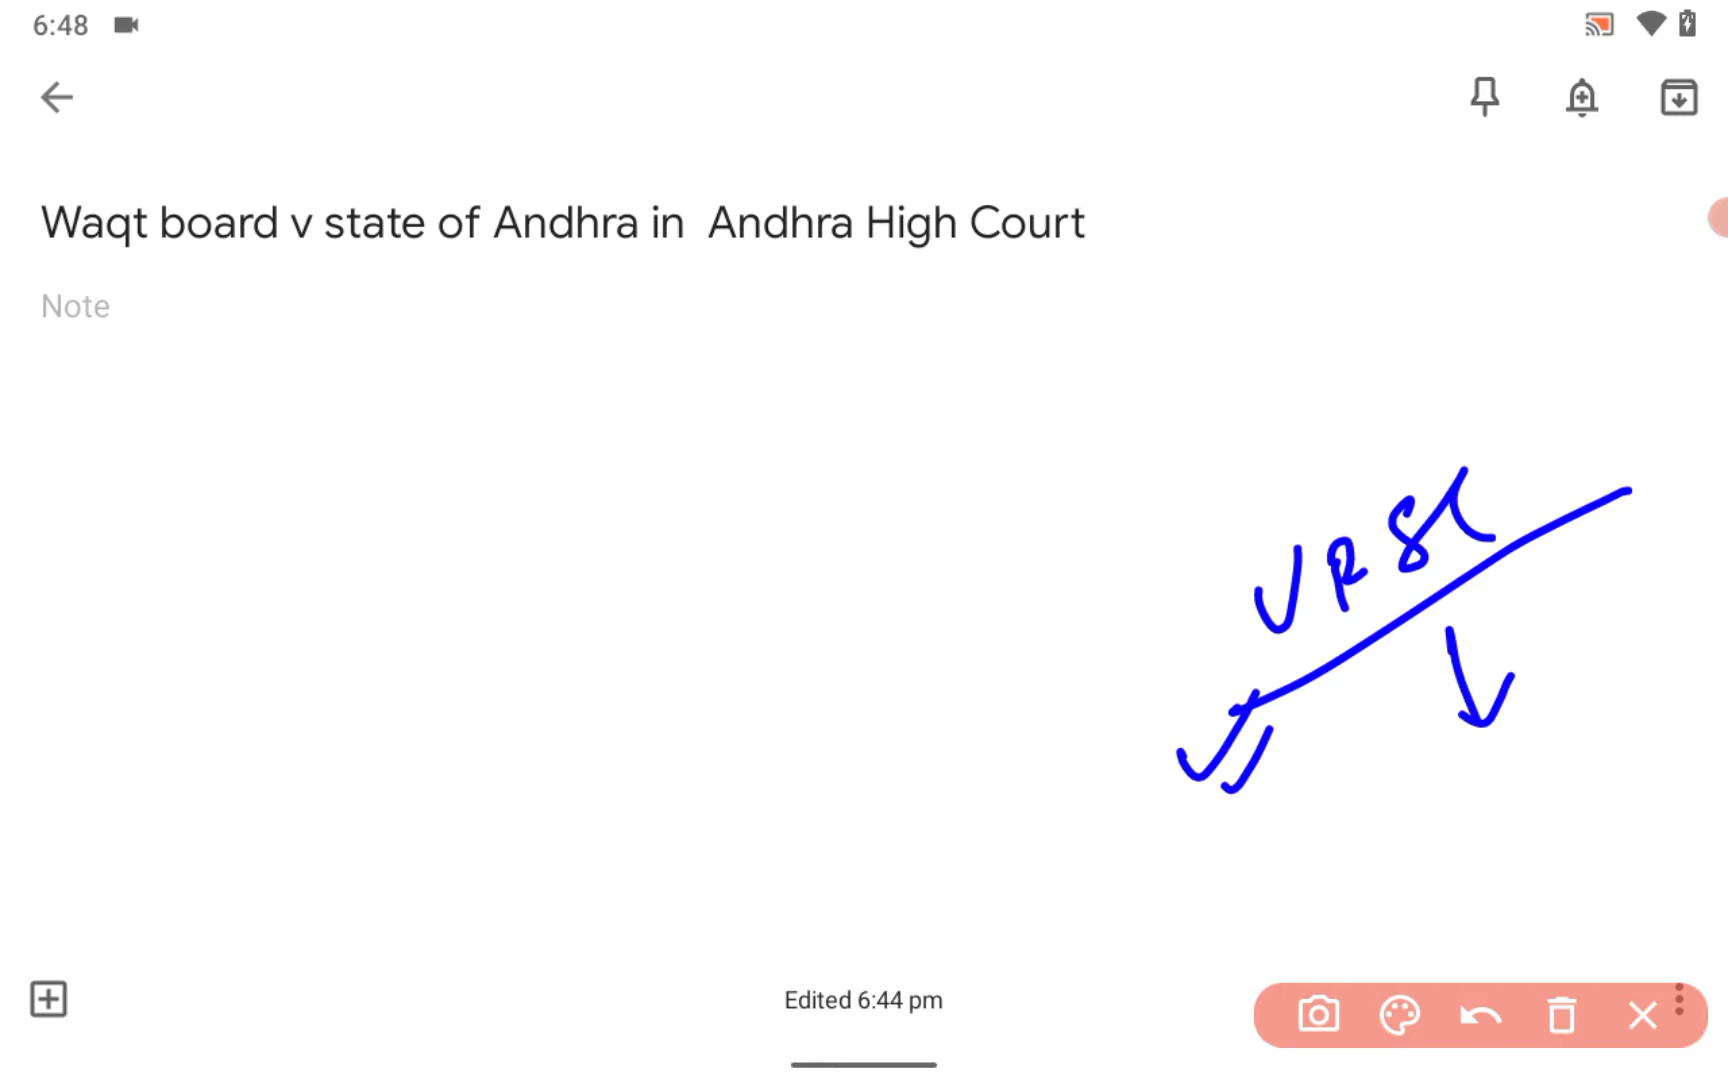 6:48
Waqt board v state of Andhra in  Andhra High Court
Note
Edited 6:44 pm